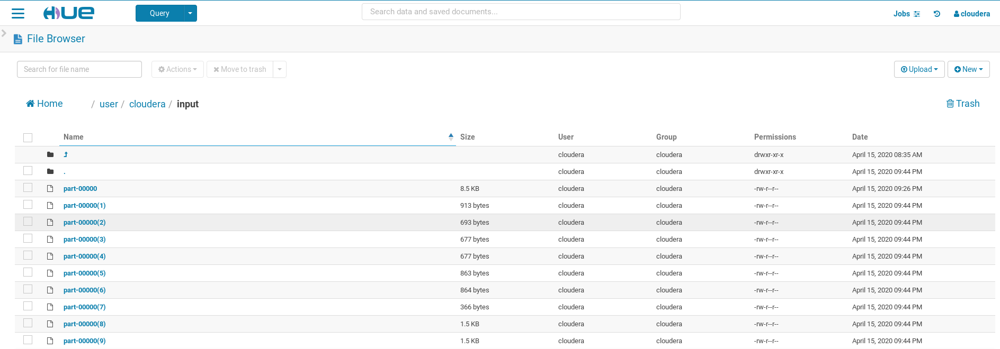 HUE
Query
Search data and saved documents...
Jobs
cloudera
File Browser
Search for file name
Actions
Move to trash
Upload
New
Home / user / cloudera / input
Trash
Name Size User Group Permissions Date
cloudera cloudera drwxr-xr-x April 15, 2020 08:35 AM
. cloudera cloudera drwxr-xr-x April 15, 2020 09:44 PM
part-00000 8.5 KB cloudera cloudera -rw-r--r-- April 15, 2020 09:26 PM
part-00000(1) 913 bytes cloudera cloudera -rw-r--r-- April 15, 2020 09:44 PM
part-00000(2) 693 bytes cloudera cloudera -rw-r--r-- April 15, 2020 09:44 PM
part-00000(3) 677 bytes cloudera cloudera -rw-r--r-- April 15, 2020 09:44 PM
part-00000(4) 677 bytes cloudera cloudera -rw-r--r-- April 15, 2020 09:44 PM
part-00000(5) 863 bytes cloudera cloudera -rw-r--r-- April 15, 2020 09:44 PM
part-00000(6) 864 bytes cloudera cloudera -rw-r--r-- April 15, 2020 09:44 PM
part-00000(7) 366 bytes cloudera cloudera -rw-r--r-- April 15, 2020 09:44 PM
part-00000(8) 1.5 KB cloudera cloudera -rw-r--r-- April 15, 2020 09:44 PM
part-00000(9) 1.5 KB cloudera cloudera -rw-r--r-- April 15, 2020 09:44 PM